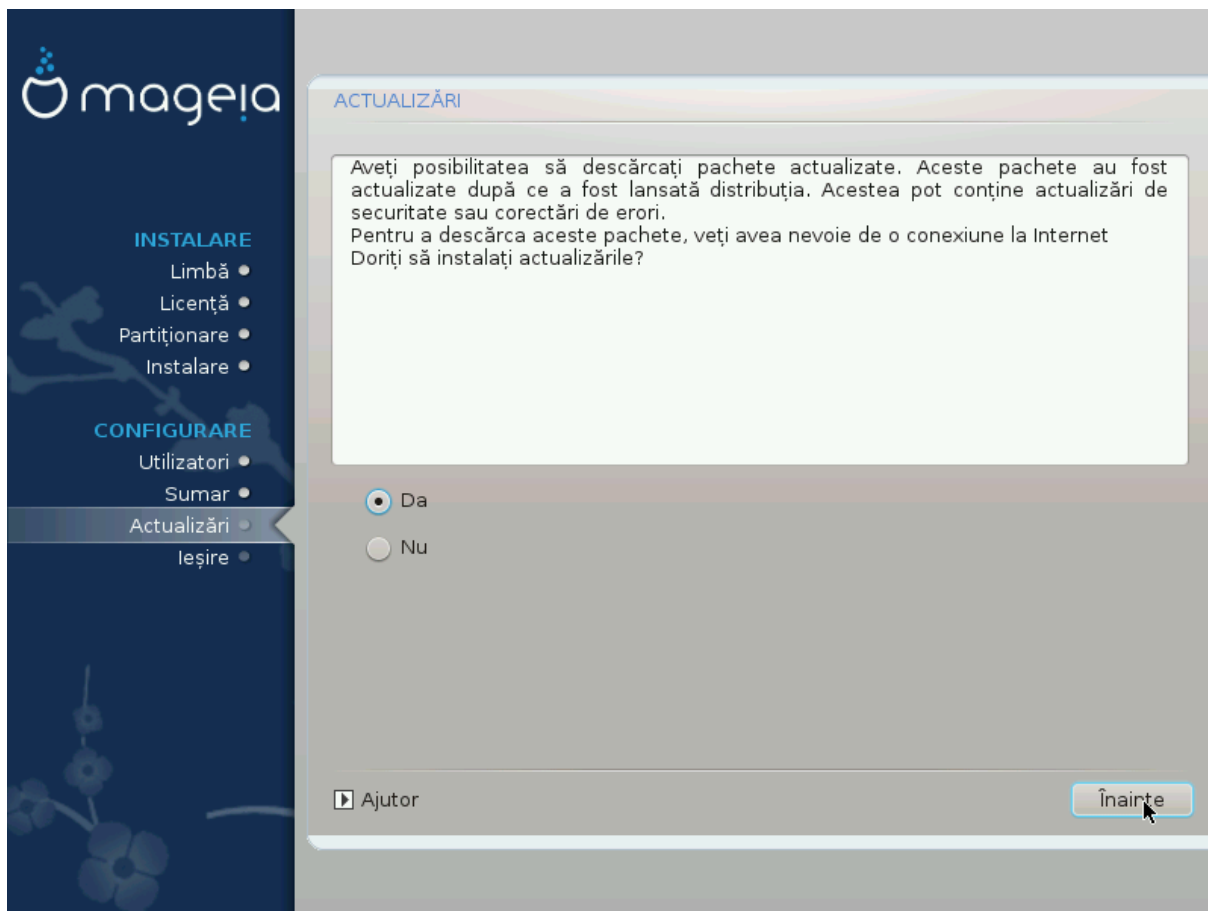 mageia
INSTALARE
Limbă
Licență
Partiționare
Instalare
CONFIGURARE
Utilizatori
Sumar
Actualizări
Ieșire
ACTUALIZĂRI
Aveți posibilitatea să descărcați pachete actualizate. Aceste pachete au fost
actualizate după ce a fost lansată distribuția. Acestea pot conține actualizări de
securitate sau corectări de erori.
Pentru a descărca aceste pachete, veți avea nevoie de o conexiune la Internet
Doriți să instalați actualizările?
Da
Nu
Ajutor
Înainte